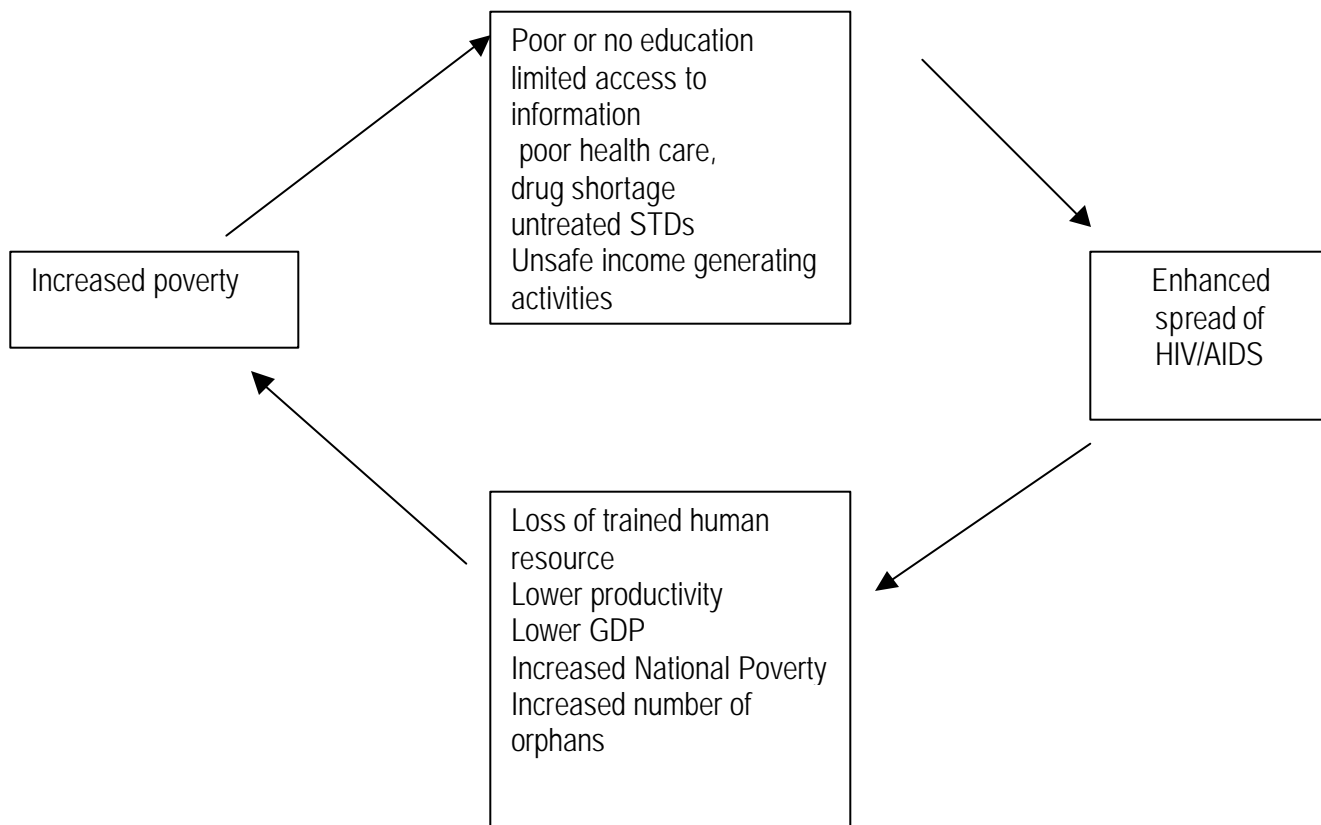 Poor or no education
limited access to
information
poor health care,
drug shortage
untreated STDs
Unsafe income generating
activities
Increased poverty
Enhanced
spread of
HIV/AIDS
Loss of trained human
resource
Lower productivity
Lower GDP
Increased National Poverty
Increased number of
orphans